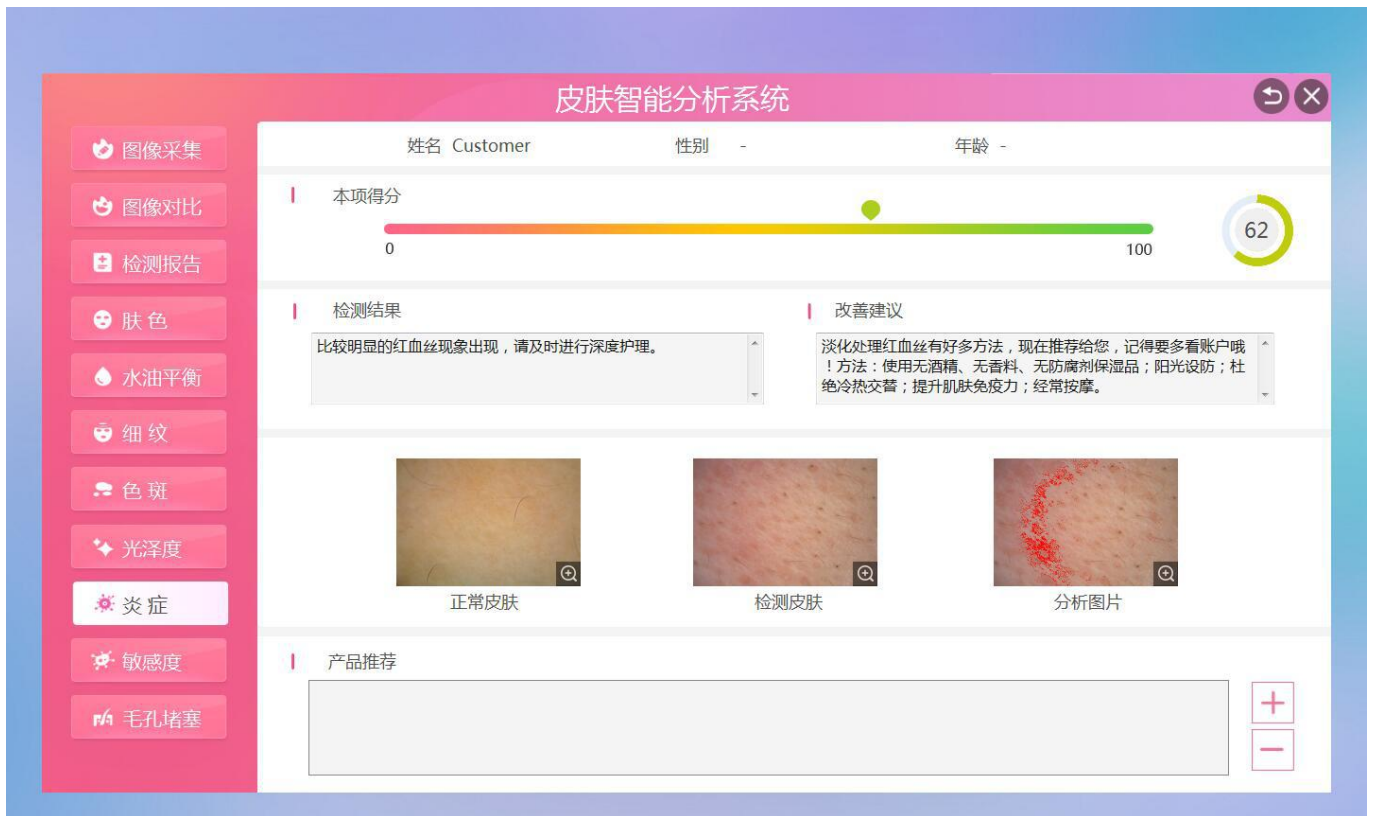 皮肤智能分析系统
图像采集
图像对比
检测报告
肤色
水油平衡
细纹
色斑
光泽度
炎症
敏感度
毛孔堵塞
姓名 Customer 性别 - 年龄 -
本项得分
0 100
62
检测结果
比较明显的红血丝现象出现，请及时进行深度护理。
改善建议
淡化处理红血丝有好多方法，现在推荐给您，记得要多看账户哦
！方法：使用无酒精、无香料、无防腐剂保湿品；阳光设防；杜
绝冷热交替；提升肌肤免疫力；经常按摩。
正常皮肤 检测皮肤 分析图片
产品推荐